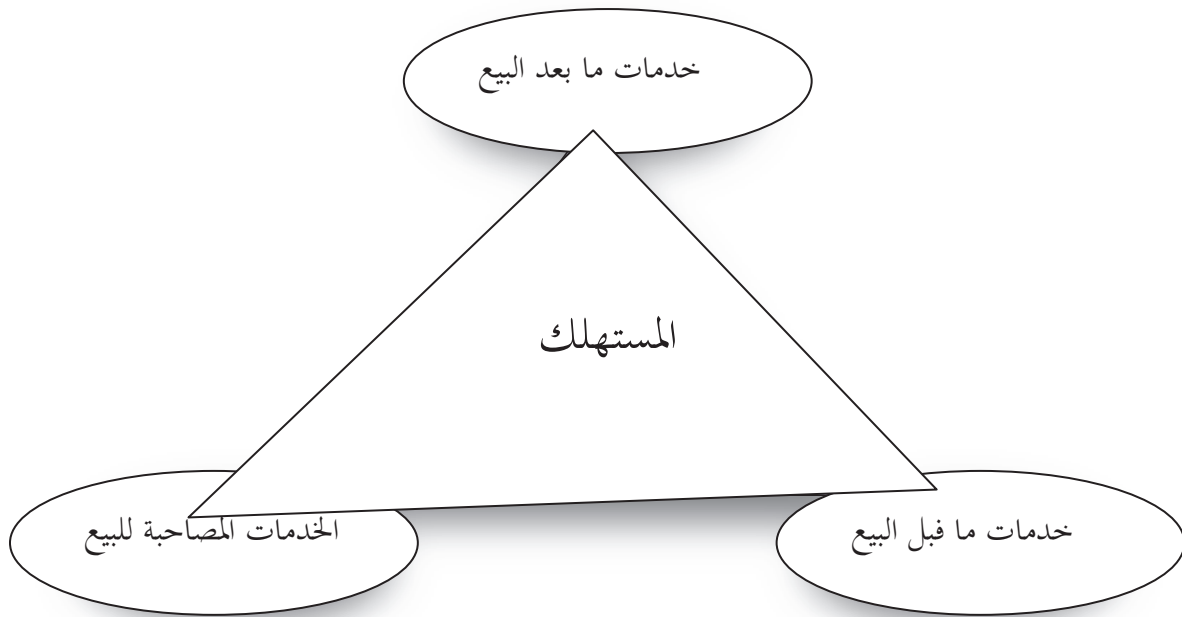 خدمات ما بعد البيع
المستهلك
خدمات ما فبل البيع
الخدمات المصاحبة للبيع